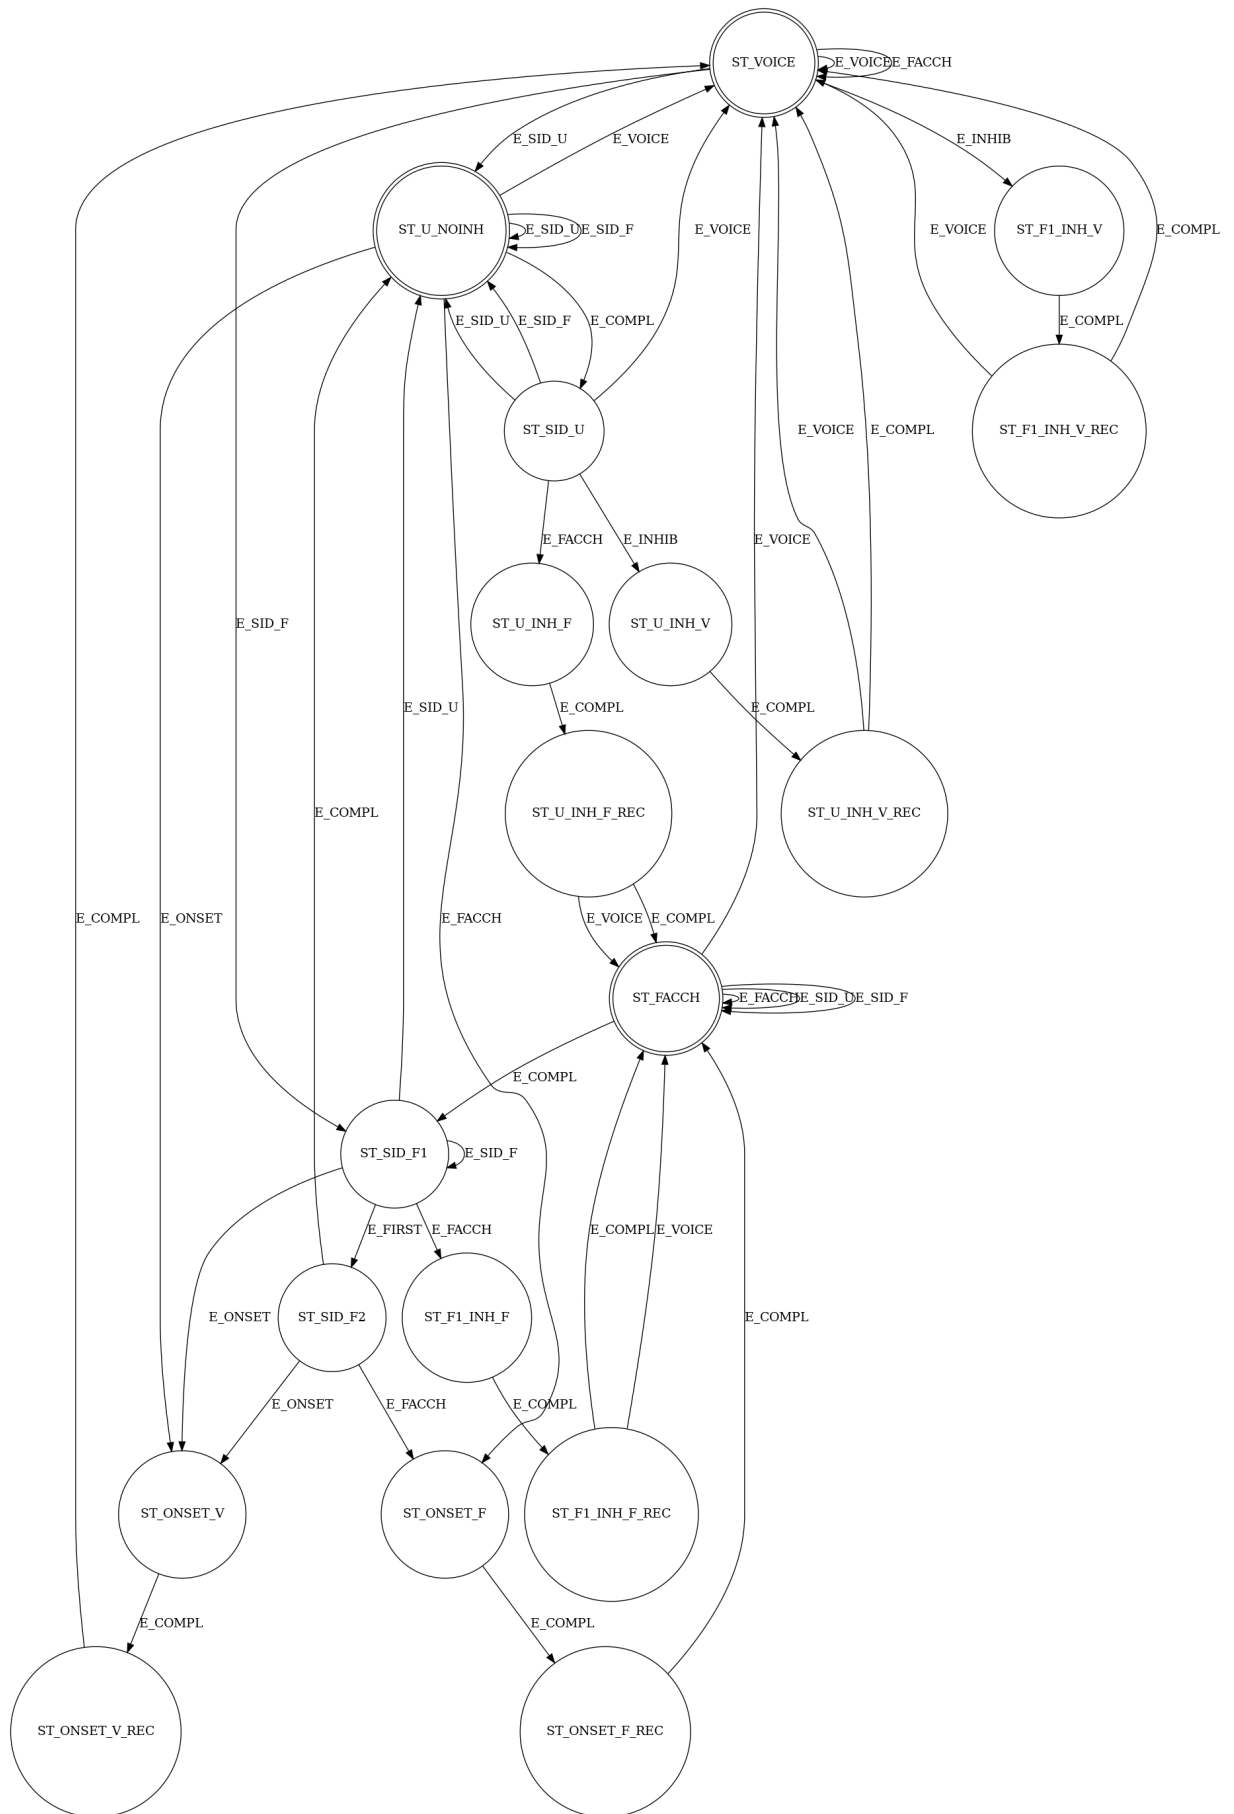 ST_VOICE
E_VOICE
E_FACCH
E_SID_U
E_VOICE
E_INHIB
ST_U_NOINH
E_SID_U
E_SID_F
E_VOICE
E_VOICE
ST_F1_INH_V
E_COMPL
E_SID_U
E_SID_F
E_COMPL
E_COMPL
ST_SID_U
E_VOICE
E_COMPL
ST_F1_INH_V_REC
E_FACCH
E_INHIB
E_VOICE
E_SID_F
ST_U_INH_F
ST_U_INH_V
E_SID_U
E_COMPL
E_COMPL
E_COMPL
ST_U_INH_F_REC
ST_U_INH_V_REC
E_COMPL
E_ONSET
E_FACCH
E_VOICE
E_COMPL
ST_FACCH
E_FACCH
E_SID_U
E_SID_F
E_COMPL
ST_SID_F1
E_SID_F
E_FIRST
E_FACCH
E_COMPL
E_VOICE
E_ONSET
ST_SID_F2
ST_F1_INH_F
E_COMPL
E_ONSET
E_FACCH
E_COMPL
ST_ONSET_V
ST_ONSET_F
ST_F1_INH_F_REC
E_COMPL
E_COMPL
ST_ONSET_V_REC
ST_ONSET_F_REC